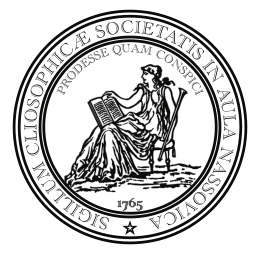 SIGILLUM CLIOSOPHICÆ SOCIETATIS IN AULA NASSOVICA
PRODESSE QUAM CONSPICI
1765